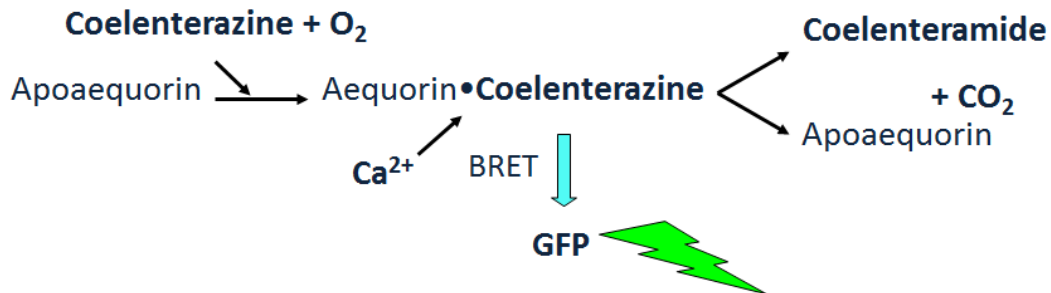 Coelenterazine + O₂
Apoaequorin
Aequorin•Coelenterazine
Coelenteramide
+ CO₂
Apoaequorin
Ca²⁺
BRET
GFP